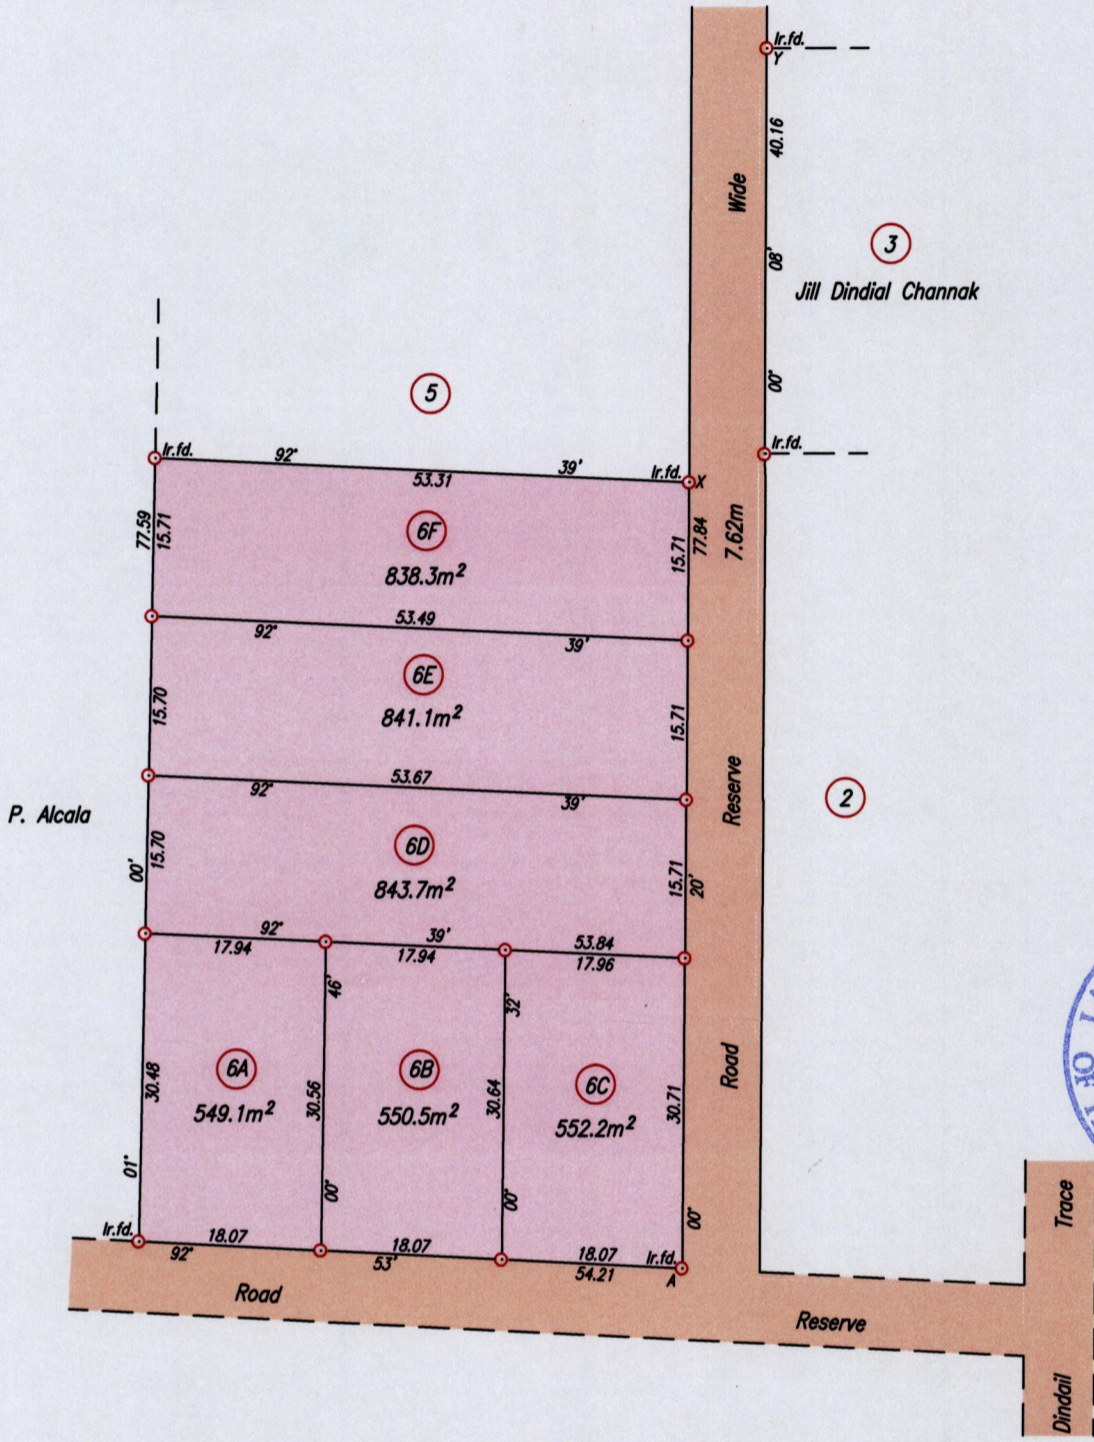 Ir.fd.
Y
40.16
Wide
08'
3
Jill Dindial Channak
00°
5
Ir.fd.
Ir.fd.
92°
39'
53.31
Ir.fd.
X
77.59
15.71
6F
838.3m²
15.71
77.84
7.62m
53.49
92°
39'
6E
841.1m²
15.70
15.71
53.67
92°
39'
Reserve
2
P. Alcala
00'
15.70
6D
843.7m²
15.71
20'
92°
39'
53.84
17.94
17.94
17.96
46'
32'
6A
549.1m²
6B
550.5m²
6C
552.2m²
30.48
30.56
30.64
30.71
Road
OF
01°
00°
00°
00°
Trace
Ir.fd.
18.07
18.07
18.07
Ir.fd.
92°
53'
54.21
A
Road
Reserve
Dindail